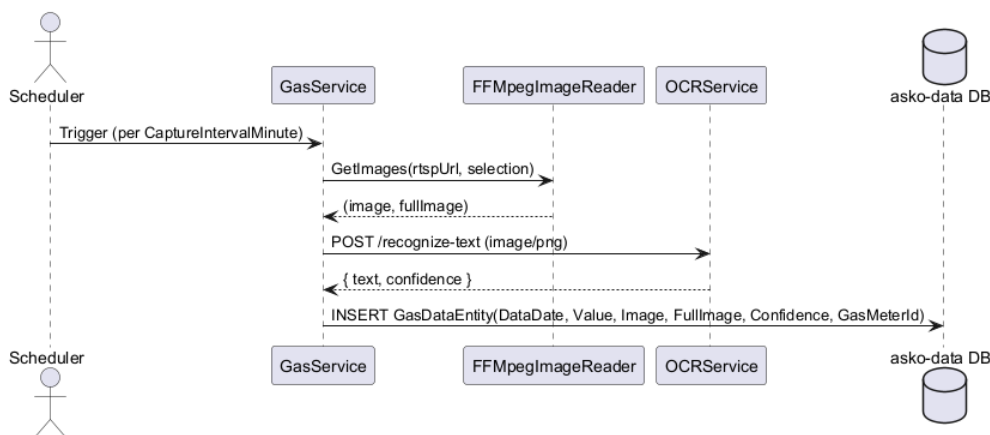 Scheduler
GasService
FFMpegImageReader
OCRService
asko-data DB
Trigger (per CaptureIntervalMinute)
GetImages(rtspUrl, selection)
(image, fullImage)
POST /recognize-text (image/png)
{ text, confidence }
INSERT GasDataEntity(DataDate, Value, Image, FullImage, Confidence, GasMeterId)
Scheduler
GasService
FFMpegImageReader
OCRService
asko-data DB